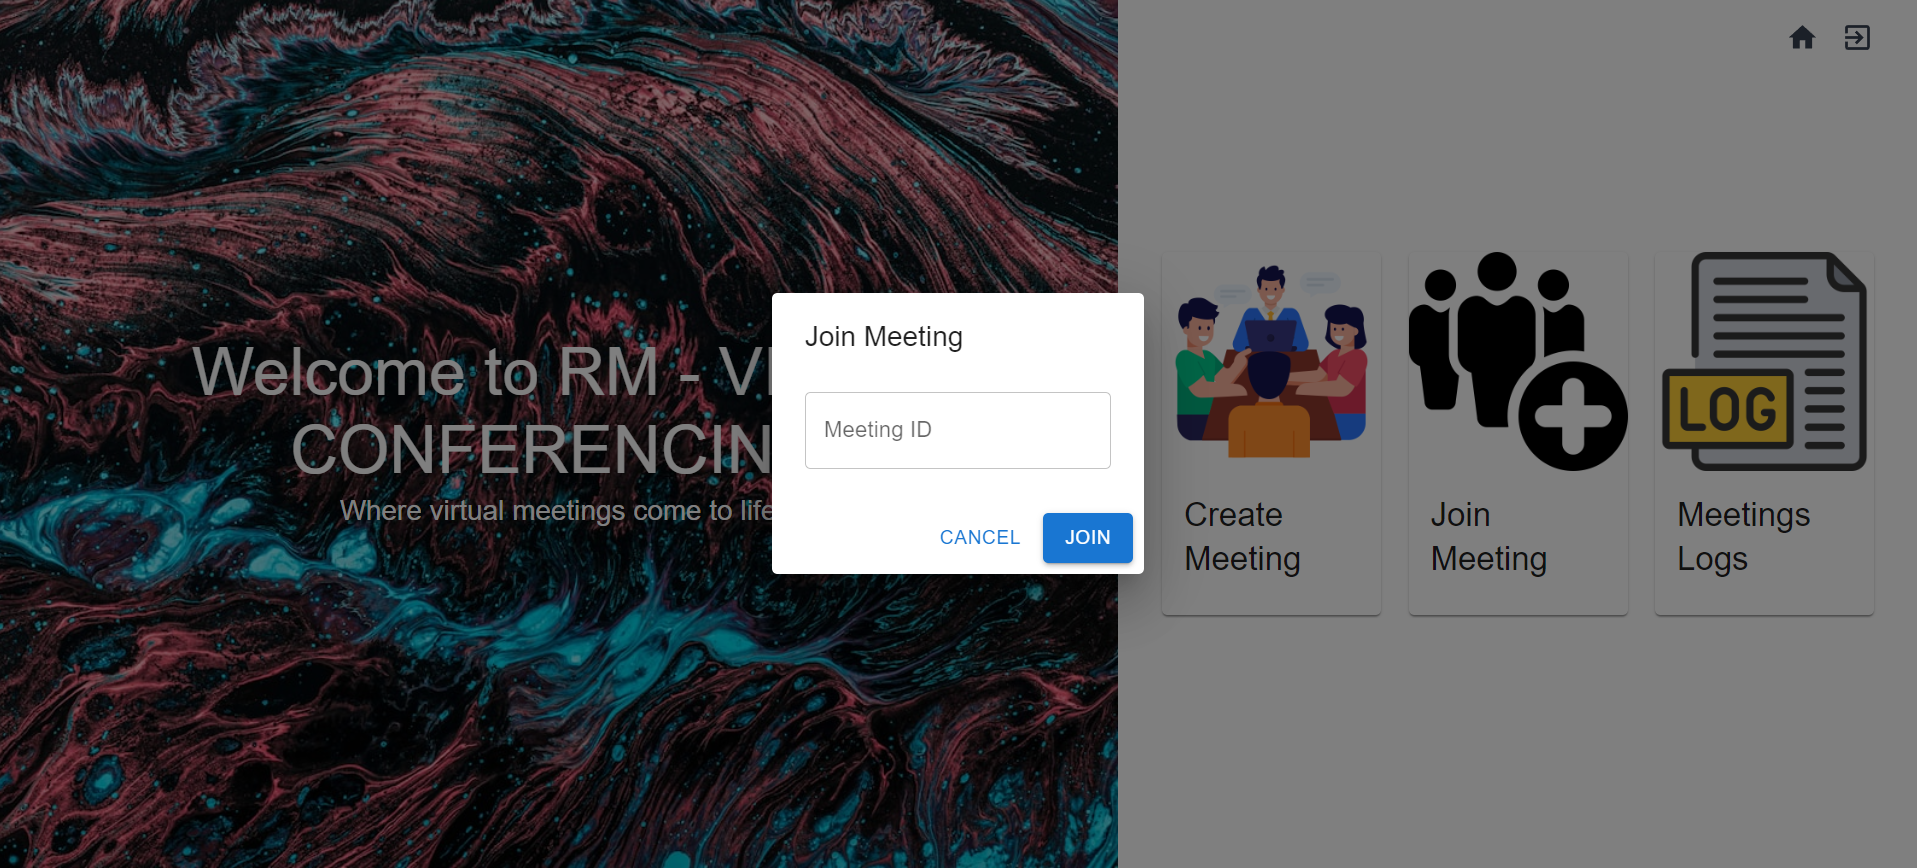 Welcome to RM -
CONFERENCIN
Where virtual meetings come to life
Join Meeting
Meeting ID
CANCEL
JOIN
LOG
Create
Meeting
Join
Meeting
Meetings
Logs